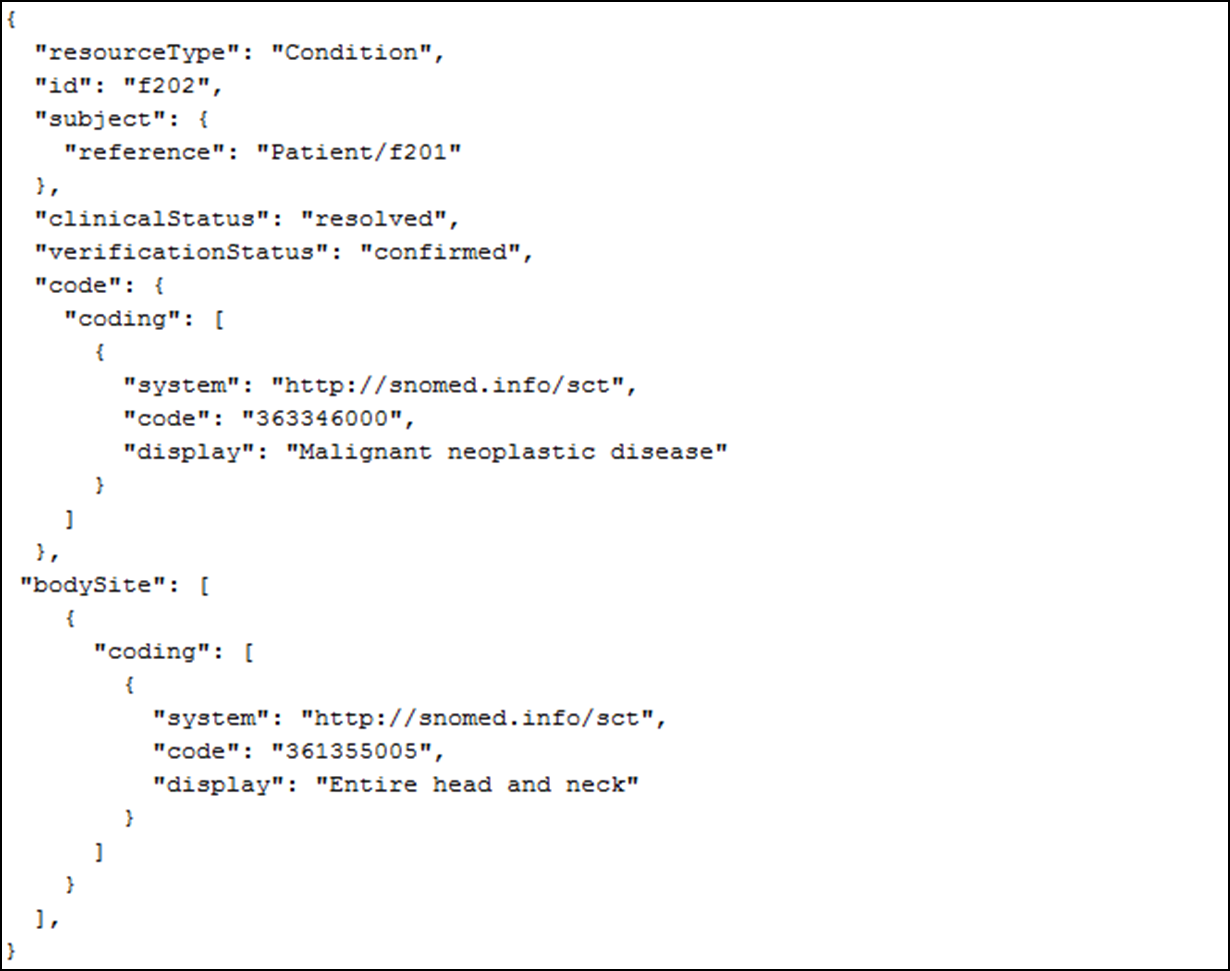 {
  "resourceType": "Condition",
  "id": "f202",
  "subject": {
    "reference": "Patient/f201"
  },
  "clinicalStatus": "resolved",
  "verificationStatus": "confirmed",
  "code": {
    "coding": [
      {
        "system": "http://snomed.info/sct",
        "code": "363346000",
        "display": "Malignant neoplastic disease"
      }
    ]
  },
 "bodySite": [
    {
      "coding": [
        {
          "system": "http://snomed.info/sct",
          "code": "361355005",
          "display": "Entire head and neck"
        }
      ]
    }
  ],
}